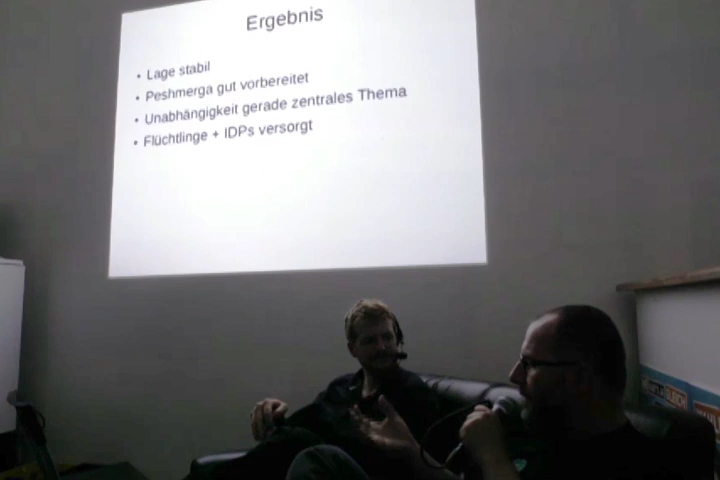 Ergebnis
• Lage stabil
• Peshmerga gut vorbereitet
• Unabhängigkeit gerade zentrales Thema
• Flüchtlinge + IDPs versorgt